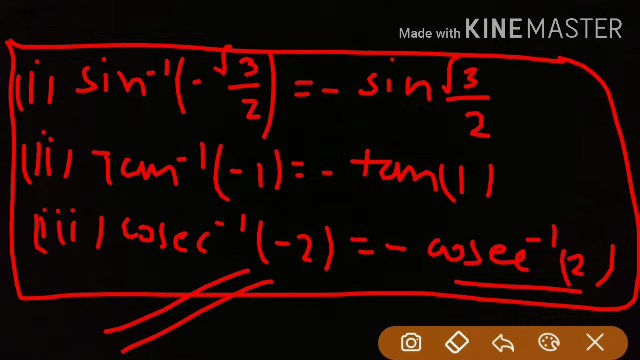 Made with KINEMASTER
(i) sin⁻¹(-√3/2) = - sin √3/2
(ii) Tan⁻¹(-1) = - tan(1)
(iii) cosec⁻¹(-2) = - cosec⁻¹(2)